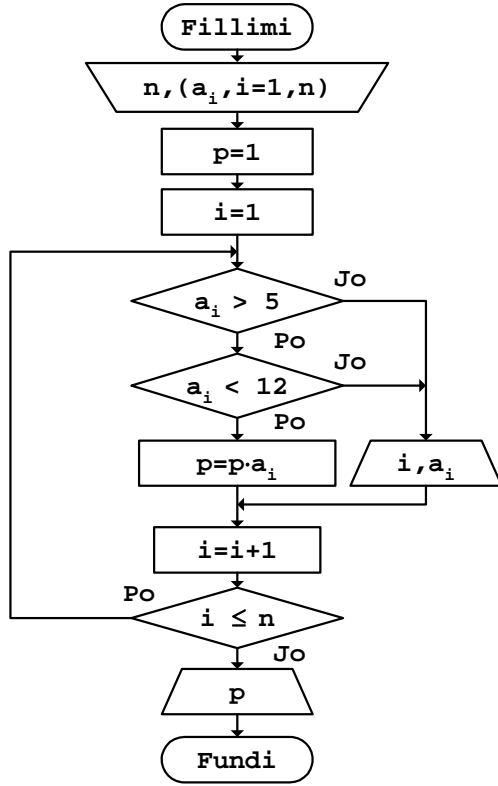 Fillimi
n,(aᵢ,i=1,n)
p=1
i=1
Jo
aᵢ > 5
Po
Jo
aᵢ < 12
Po
p=p·aᵢ
i,aᵢ
i=i+1
Po
i ≤ n
Jo
p
Fundi